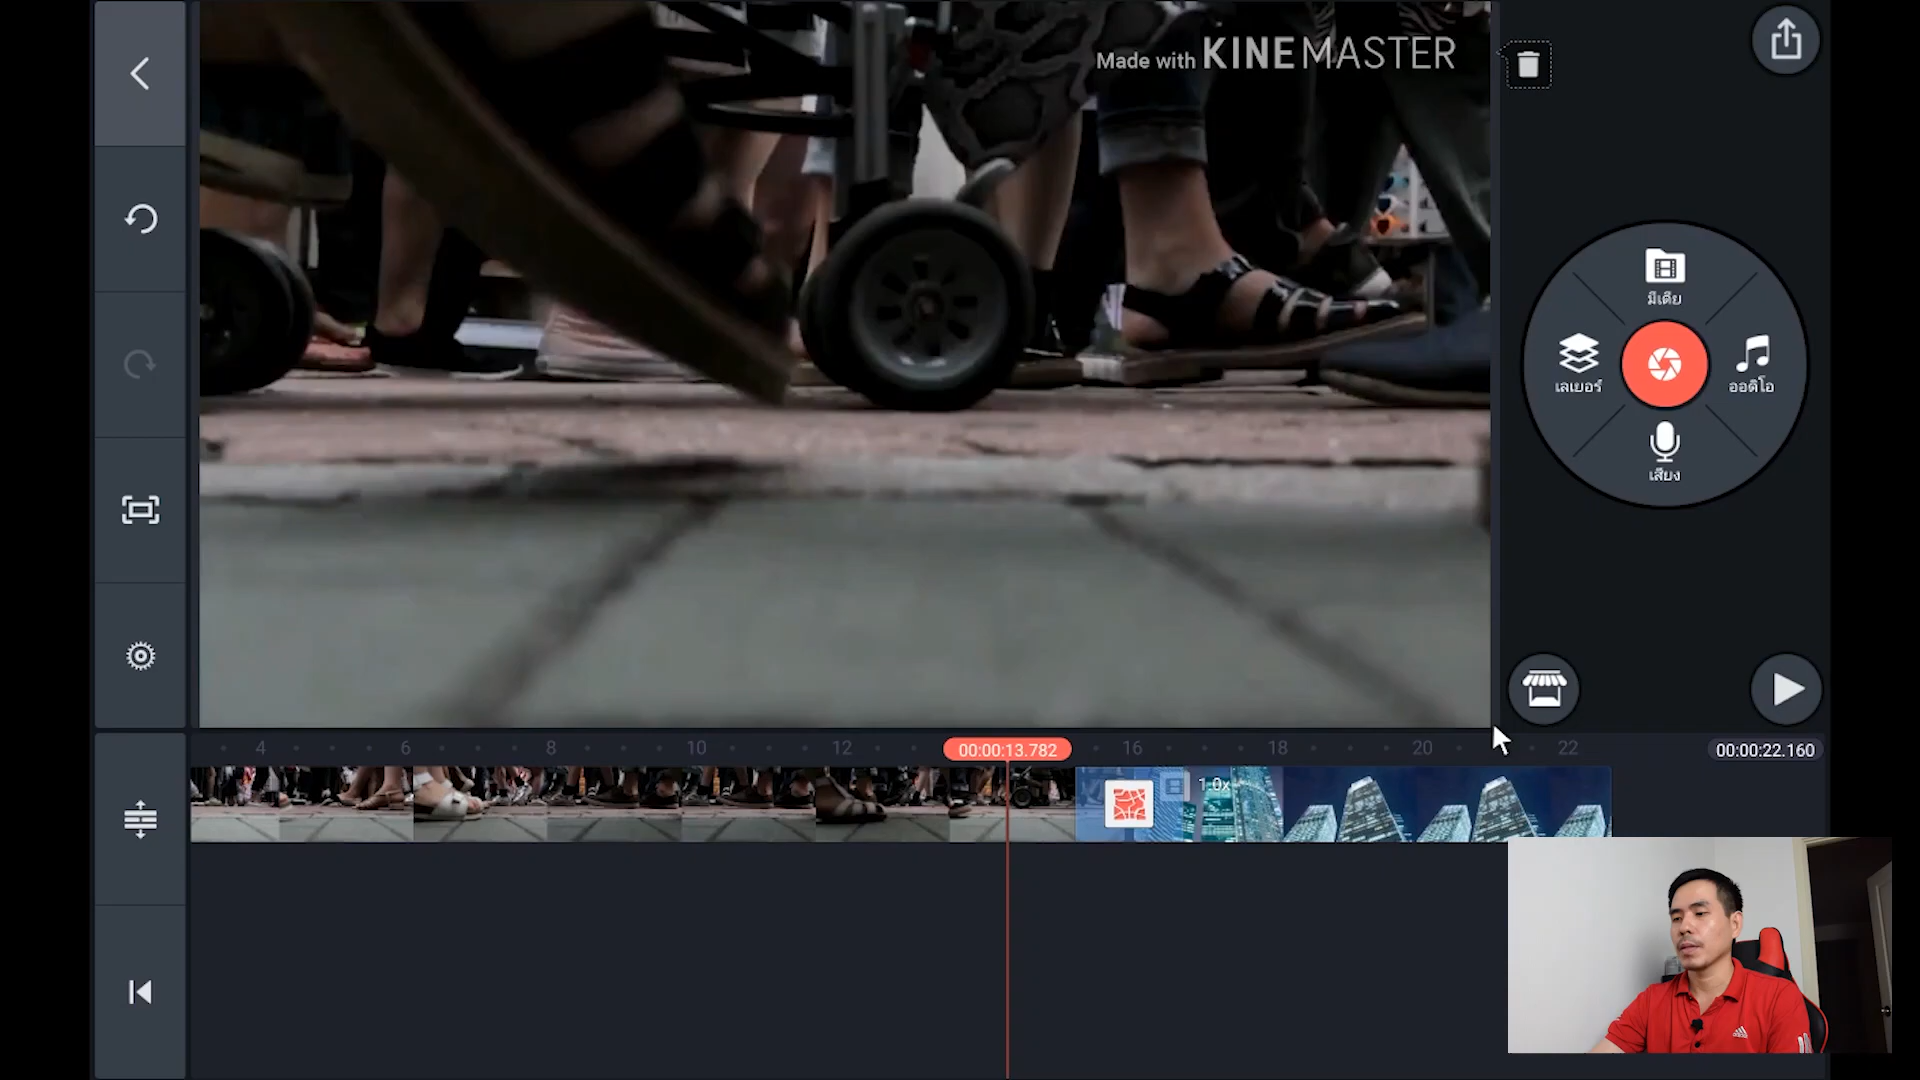 Made with KINEMASTER
มีเดีย
เลเยอร์
ออดิโอ
เสียง
4 6 8 10 12 00:00:13.782 16 18 20 22 00:00:22.160
1.0x